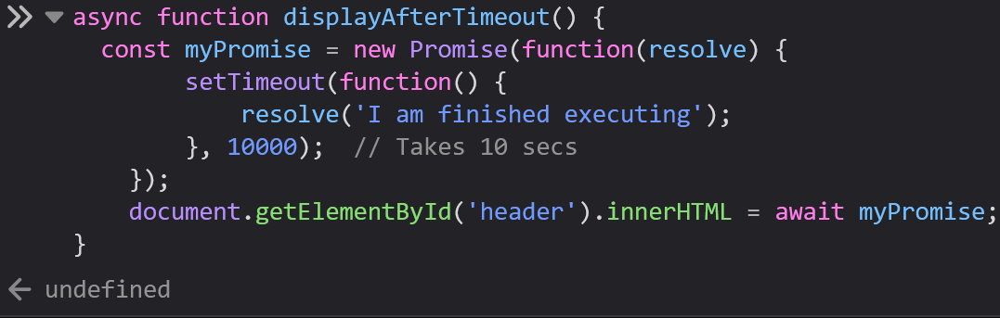 async function displayAfterTimeout() {
const myPromise = new Promise(function(resolve) {
setTimeout(function() {
resolve('I am finished executing');
}, 10000);  // Takes 10 secs
});
document.getElementById('header').innerHTML = await myPromise;
}
undefined